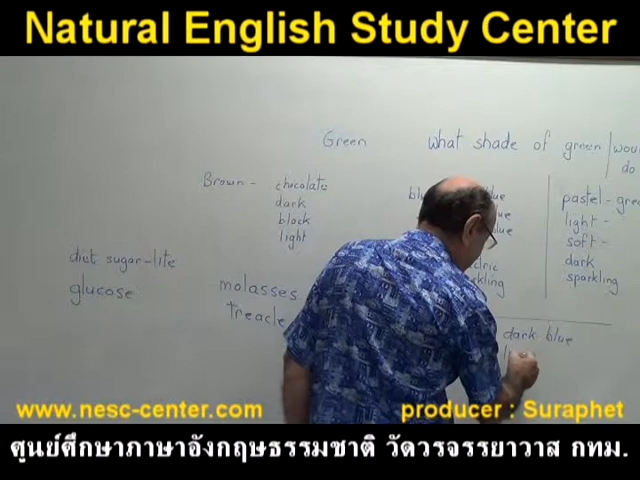 Natural English Study Center
Green
what shade of green
do
Brown - chocolate
dark
black
light
pastel - gree
light -
soft -
dark
sparkling
diet sugar-lite
glucose
molasses
treacle
dark blue
www.nesc-center.com
producer : Suraphet
ศูนย์ศึกษาภาษาอังกฤษธรรมชาติ วัดวรจรรยาวาส กทม.